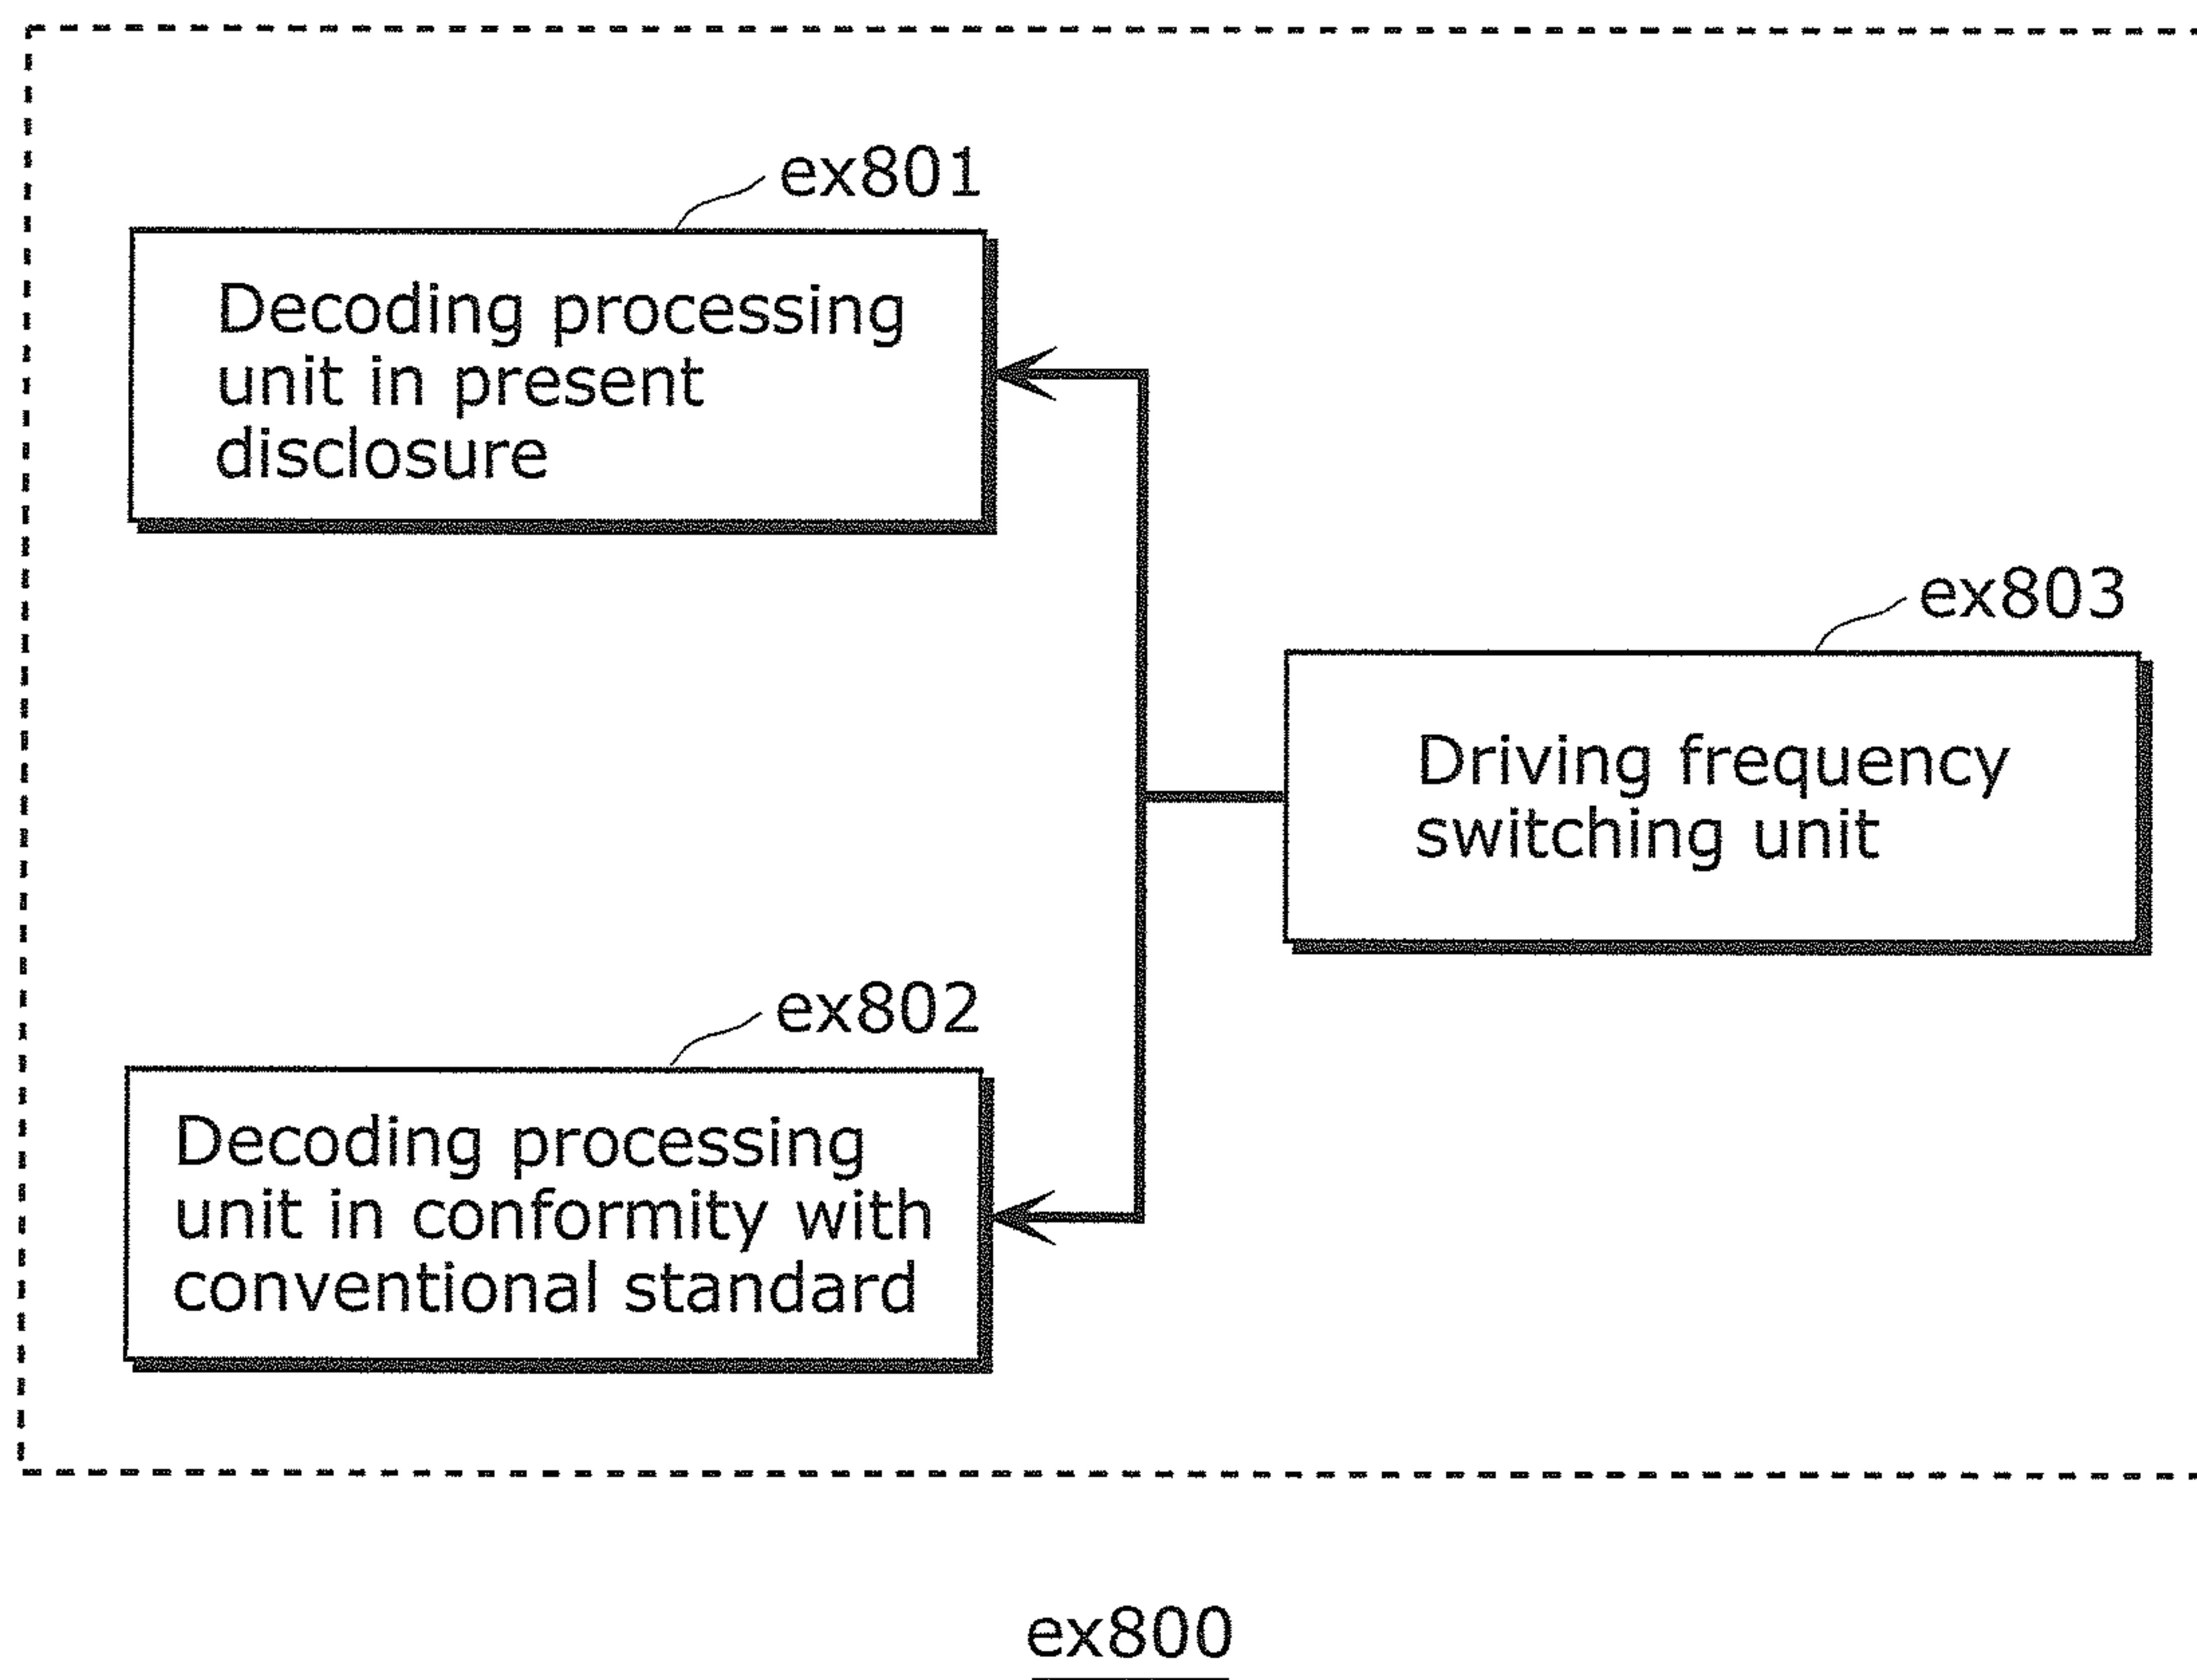 ex801
Decoding processing
unit in present
disclosure
ex803
Driving frequency
switching unit
ex802
Decoding processing
unit in conformity with
conventional standard
ex800